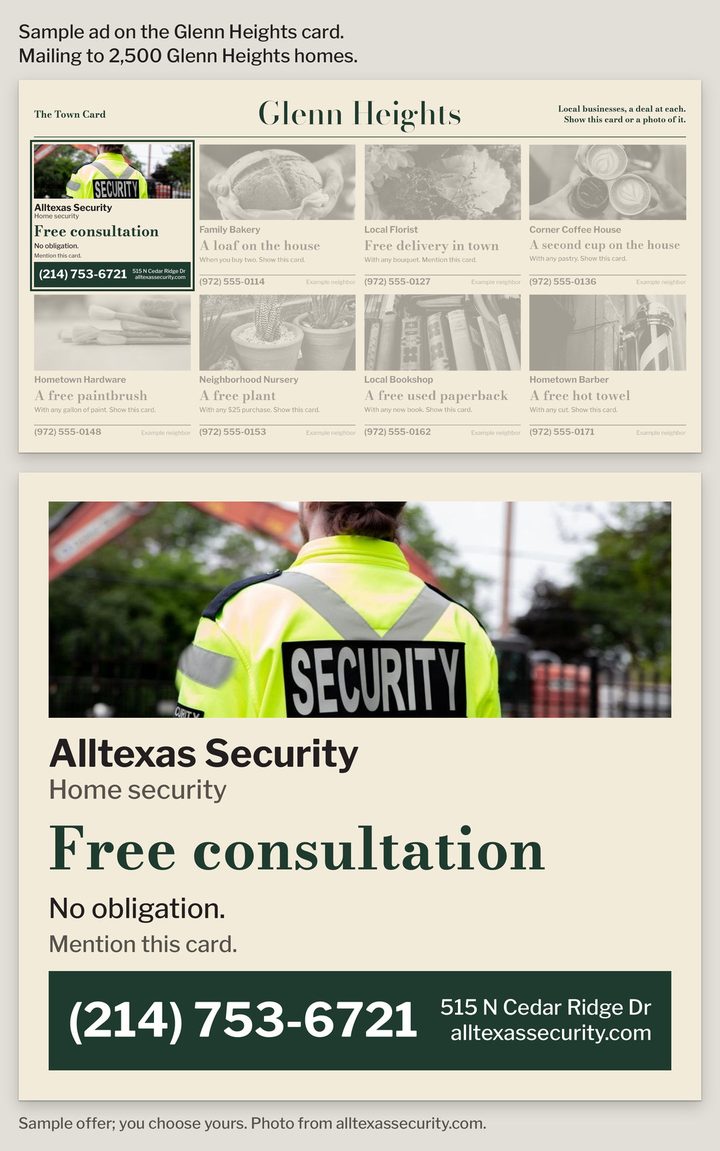 Sample ad on the Glenn Heights card.
Mailing to 2,500 Glenn Heights homes.
The Town Card
Glenn Heights
Local businesses, a deal at each.
Show this card or a photo of it.
SECURITY
Alltexas Security
Home security
Free consultation
No obligation.
Mention this card.
(214) 753-6721
515 N Cedar Ridge Dr
alltexassecurity.com
Family Bakery
A loaf on the house
When you buy two. Show this card.
(972) 555-0114
Example neighbor
Local Florist
Free delivery in town
With any bouquet. Mention this card.
(972) 555-0127
Example neighbor
Corner Coffee House
A second cup on the house
With any pastry. Show this card.
(972) 555-0136
Example neighbor
Hometown Hardware
A free paintbrush
With any gallon of paint. Show this card.
(972) 555-0148
Example neighbor
Neighborhood Nursery
A free plant
With any $25 purchase. Show this card.
(972) 555-0153
Example neighbor
Local Bookshop
A free used paperback
With any new book. Show this card.
(972) 555-0162
Example neighbor
Hometown Barber
A free hot towel
With any cut. Show this card.
(972) 555-0171
Example neighbor
SECURITY
Alltexas Security
Home security
Free consultation
No obligation.
Mention this card.
(214) 753-6721
515 N Cedar Ridge Dr
alltexassecurity.com
Sample offer; you choose yours. Photo from alltexassecurity.com.